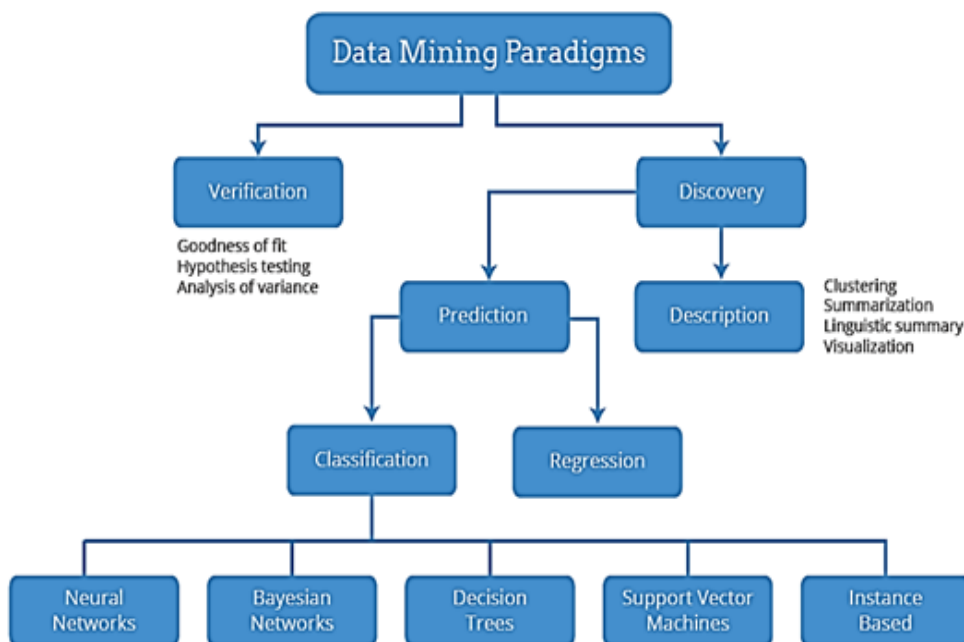 Data Mining Paradigms
Verification
Discovery
Goodness of fit
Hypothesis testing
Analysis of variance
Prediction
Description
Clustering
Summarization
Linguistic summary
Visualization
Classification
Regression
Neural
Networks
Bayesian
Networks
Decision
Trees
Support Vector
Machines
Instance
Based